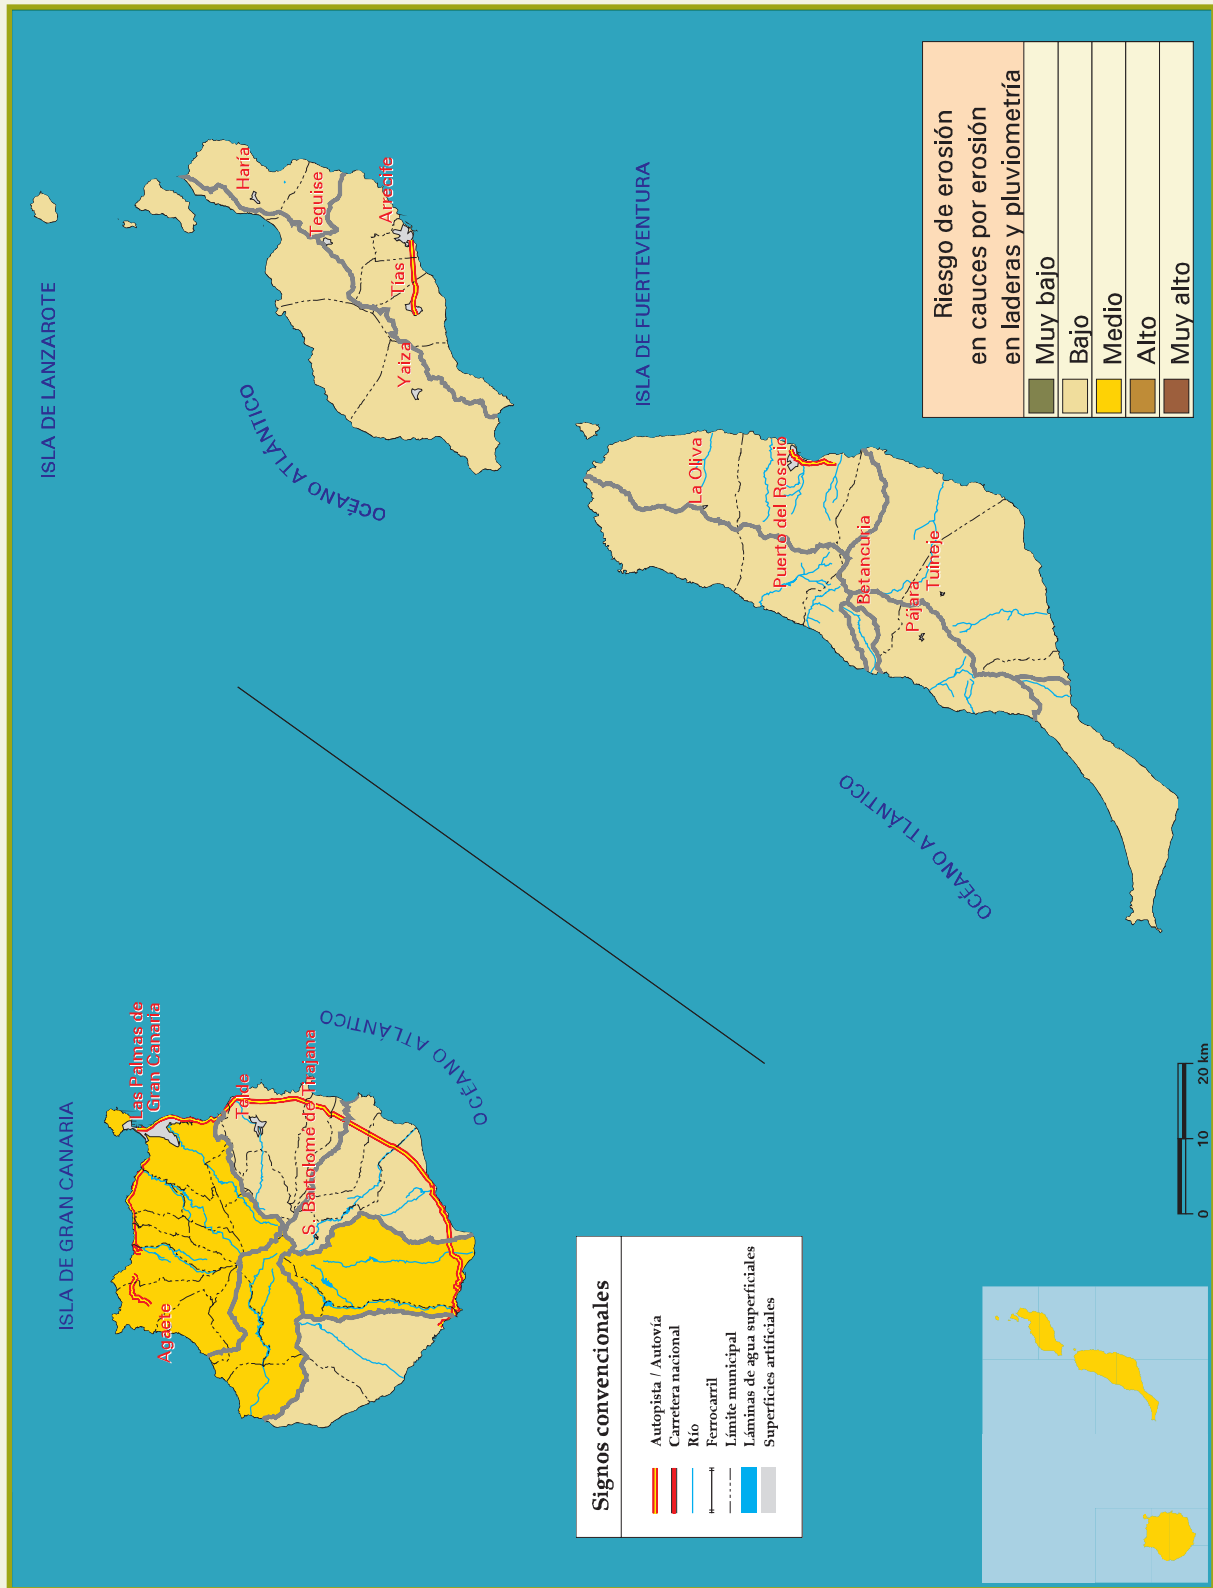 ISLA DE GRAN CANARIA
Las Palmas de
Gran Canaria
Agaete
Telde
S. Bartolomé de Tirajana
OCÉANO ATLÁNTICO
ISLA DE LANZAROTE
Haría
Teguise
Arrecife
Tías
Yaiza
OCÉANO ATLÁNTICO
ISLA DE FUERTEVENTURA
La Oliva
Puerto del Rosario
Betancuria
Pájara
Tuineje
OCÉANO ATLÁNTICO
Signos convencionales
Autopista / Autovía
Carretera nacional
Río
Ferrocarril
Límite municipal
Láminas de agua superficiales
Superficies artificiales
0 10 20 km
Riesgo de erosión
en cauces por erosión
en laderas y pluviometría
Muy bajo
Bajo
Medio
Alto
Muy alto